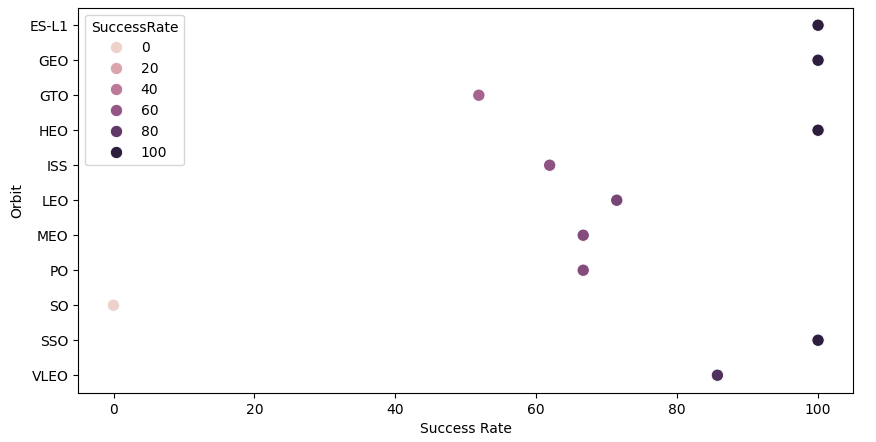 ES-L1
GEO
GTO
HEO
ISS
LEO
MEO
PO
SO
SSO
VLEO
Orbit
SuccessRate
0
20
40
60
80
100
0 20 40 60 80 100
Success Rate